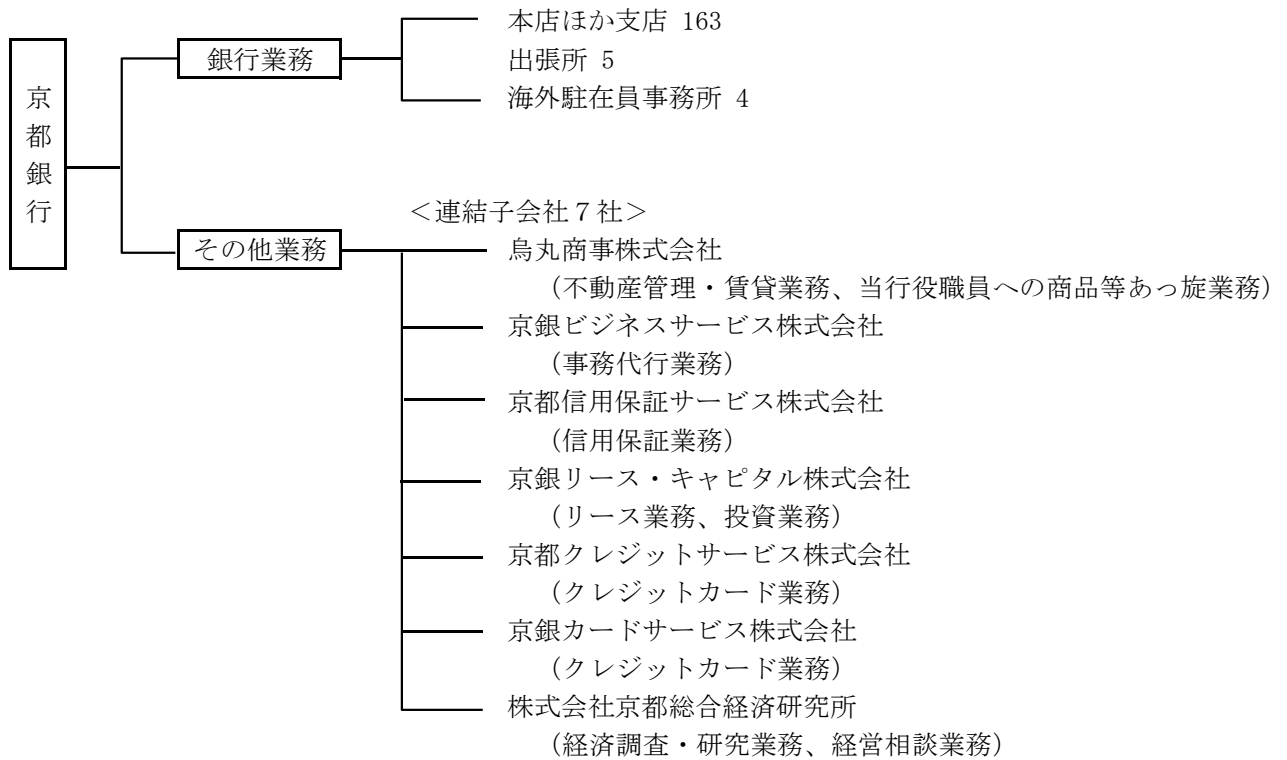 京都銀行
銀行業務
本店ほか支店 163
出張所 5
海外駐在員事務所 4
その他業務
＜連結子会社７社＞
烏丸商事株式会社
（不動産管理・賃貸業務、当行役職員への商品等あっ旋業務）
京銀ビジネスサービス株式会社
（事務代行業務）
京都信用保証サービス株式会社
（信用保証業務）
京銀リース・キャピタル株式会社
（リース業務、投資業務）
京都クレジットサービス株式会社
（クレジットカード業務）
京銀カードサービス株式会社
（クレジットカード業務）
株式会社京都総合経済研究所
（経済調査・研究業務、経営相談業務）